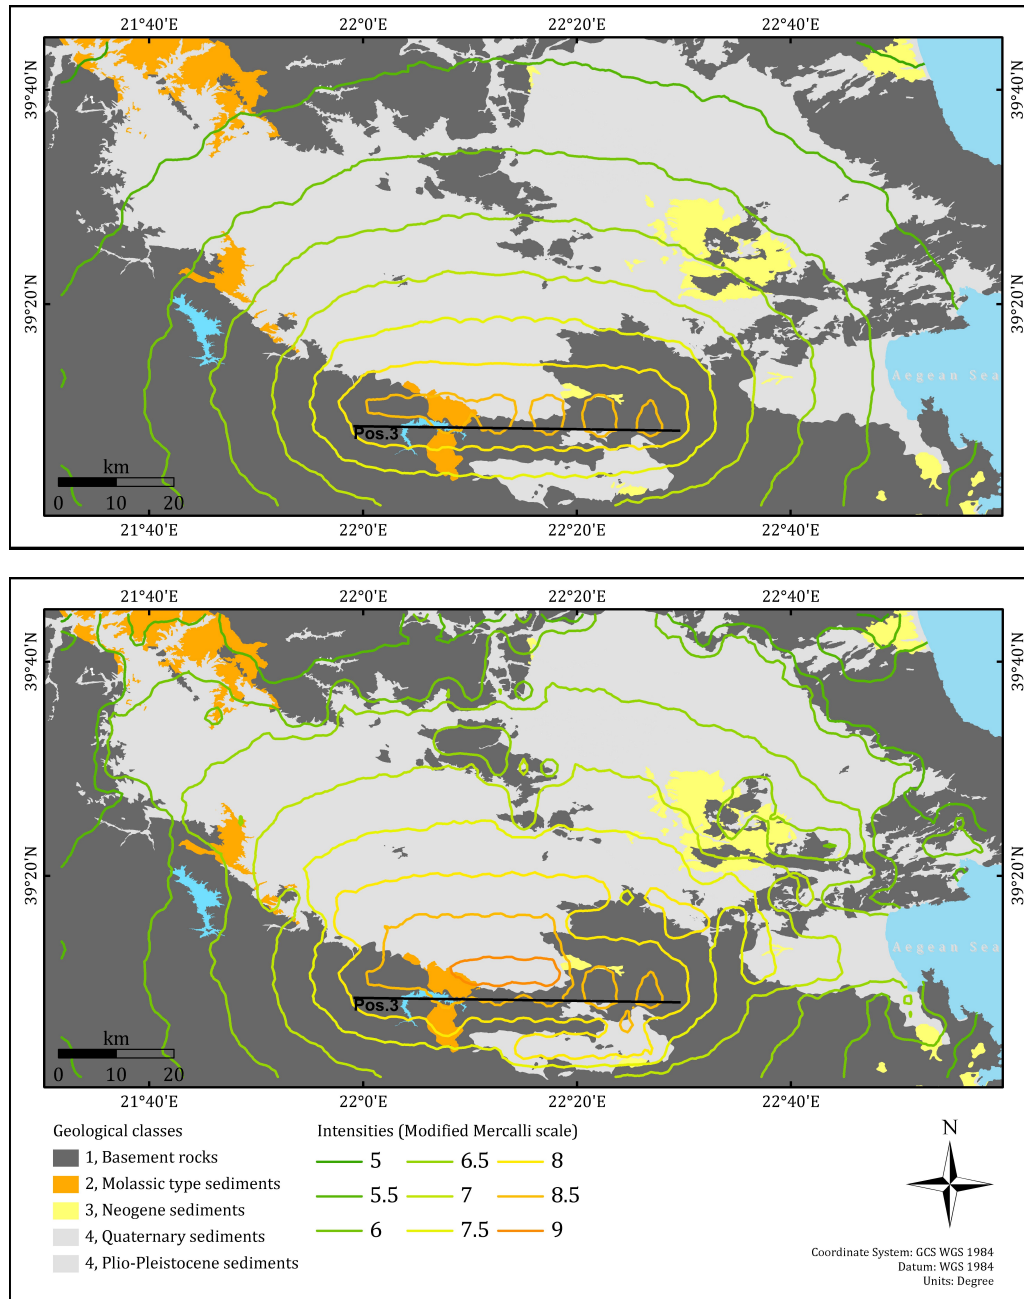 21°40'E 22°0'E 22°20'E 22°40'E
39°40'N 39°40'N
39°20'N 39°20'N
Aegean Sea
Pos.3
km
0 10 20
21°40'E 22°0'E 22°20'E 22°40'E
21°40'E 22°0'E 22°20'E 22°40'E
39°40'N 39°40'N
39°20'N 39°20'N
Aegean Sea
Pos.3
km
0 10 20
21°40'E 22°0'E 22°20'E 22°40'E
Geological classes
1, Basement rocks
2, Molassic type sediments
3, Neogene sediments
4, Quaternary sediments
4, Plio-Pleistocene sediments
Intensities (Modified Mercalli scale)
5 6.5 8
5.5 7 8.5
6 7.5 9
N
Coordinate System: GCS WGS 1984
Datum: WGS 1984
Units: Degree